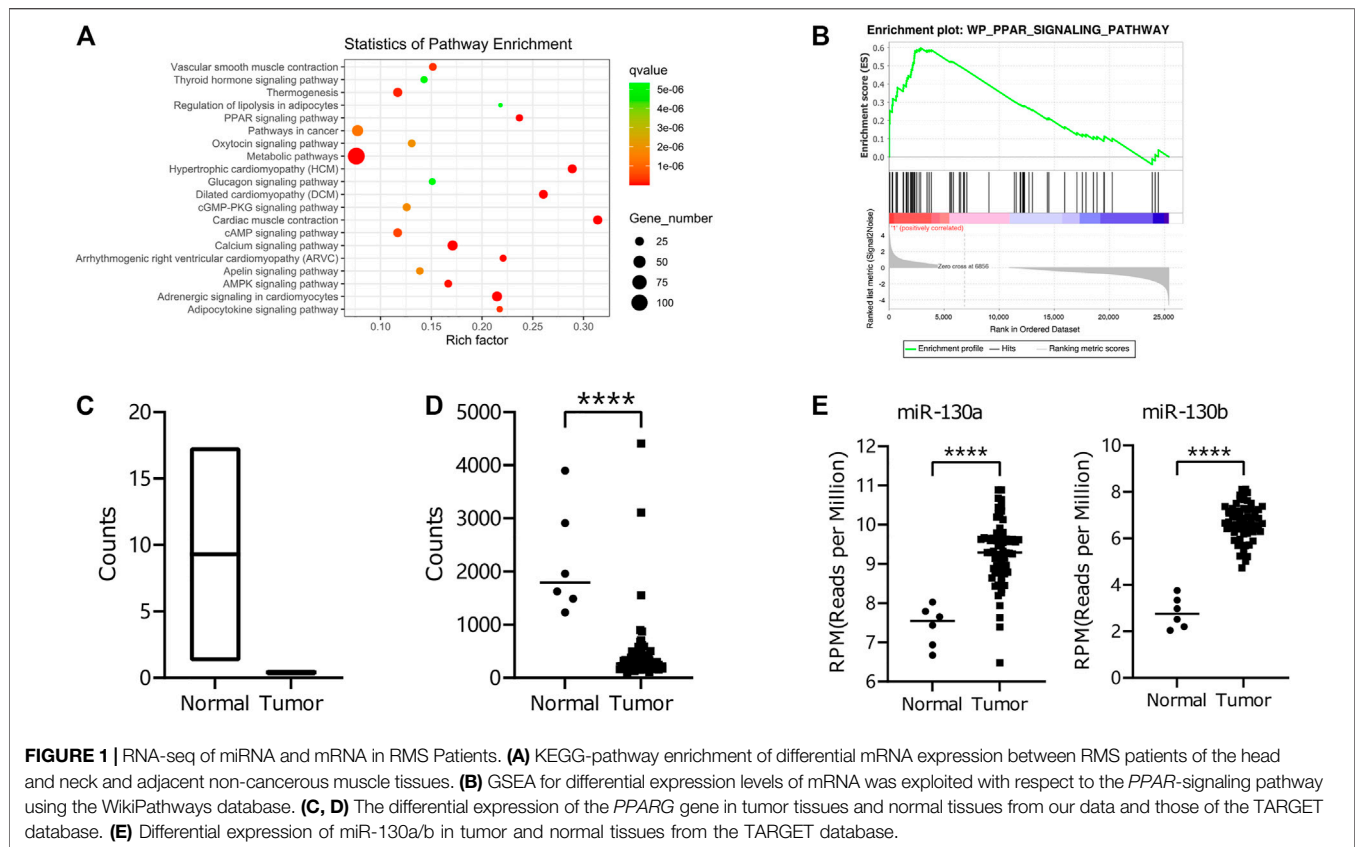 A
Statistics of Pathway Enrichment
Vascular smooth muscle contraction
Thyroid hormone signaling pathway
Thermogenesis
Regulation of lipolysis in adipocytes
PPAR signaling pathway
Pathways in cancer
Oxytocin signaling pathway
Metabolic pathways
Hypertrophic cardiomyopathy (HCM)
Glucagon signaling pathway
Dilated cardiomyopathy (DCM)
cGMP-PKG signaling pathway
Cardiac muscle contraction
cAMP signaling pathway
Calcium signaling pathway
Arrhythmogenic right ventricular cardiomyopathy (ARVC)
Apelin signaling pathway
AMPK signaling pathway
Adrenergic signaling in cardiomyocytes
Adipocytokine signaling pathway
0.10 0.15 0.20 0.25 0.30
Rich factor
qvalue
5e-06
4e-06
3e-06
2e-06
1e-06
Gene_number
25
50
75
100
B
Enrichment plot: WP_PPAR_SIGNALING_PATHWAY
Enrichment score (ES)
0.6
0.5
0.4
0.3
0.2
0.1
0.0
'1' (positively correlated)
Ranked list metric (Signal2Noise)
4
2
0
-2
-4
Zero cross at 6856
0 5,000 10,000 15,000 20,000 25,000
Rank in Ordered Dataset
Enrichment profile Hits Ranking metric scores
C
Counts
20
15
10
5
0
Normal Tumor
D
****
Counts
5000
4000
3000
2000
1000
0
Normal Tumor
E
miR-130a
****
RPM(Reads per Million)
12
11
10
9
8
7
6
Normal Tumor
miR-130b
****
RPM(Reads per Million)
10
8
6
4
2
0
Normal Tumor
FIGURE 1 | RNA-seq of miRNA and mRNA in RMS Patients. (A) KEGG-pathway enrichment of differential mRNA expression between RMS patients of the head
and neck and adjacent non-cancerous muscle tissues. (B) GSEA for differential expression levels of mRNA was exploited with respect to the PPAR-signaling pathway
using the WikiPathways database. (C, D) The differential expression of the PPARG gene in tumor tissues and normal tissues from our data and those of the TARGET
database. (E) Differential expression of miR-130a/b in tumor and normal tissues from the TARGET database.